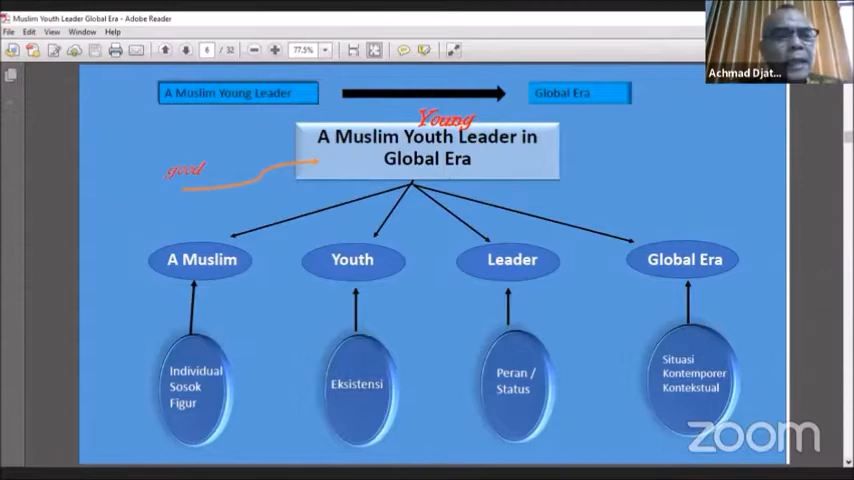 Muslim Youth Leader Global Era - Adobe Reader
File Edit View Window Help
6 / 32 77.5%
Achmad Djat...
A Muslim Young Leader
Global Era
Young
A Muslim Youth Leader in
Global Era
good
A Muslim
Youth
Leader
Global Era
Individual
Sosok
Figur
Eksistensi
Peran /
Status
Situasi
Kontemporer
Kontekstual
zoom